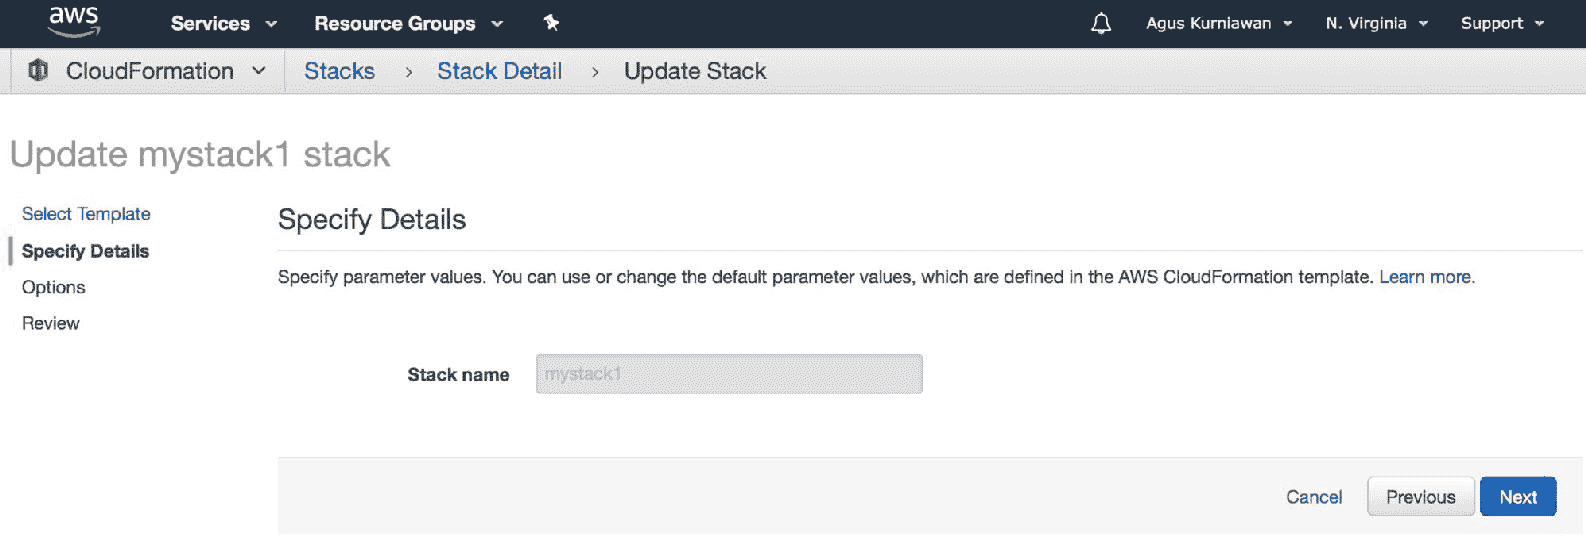 aws Services Resource Groups Agus Kurniawan N. Virginia Support
CloudFormation Stacks > Stack Detail > Update Stack
Update mystack1 stack
Select Template
Specify Details
Options
Review
Specify Details
Specify parameter values. You can use or change the default parameter values, which are defined in the AWS CloudFormation template. Learn more.
Stack name mystack1
Cancel Previous Next